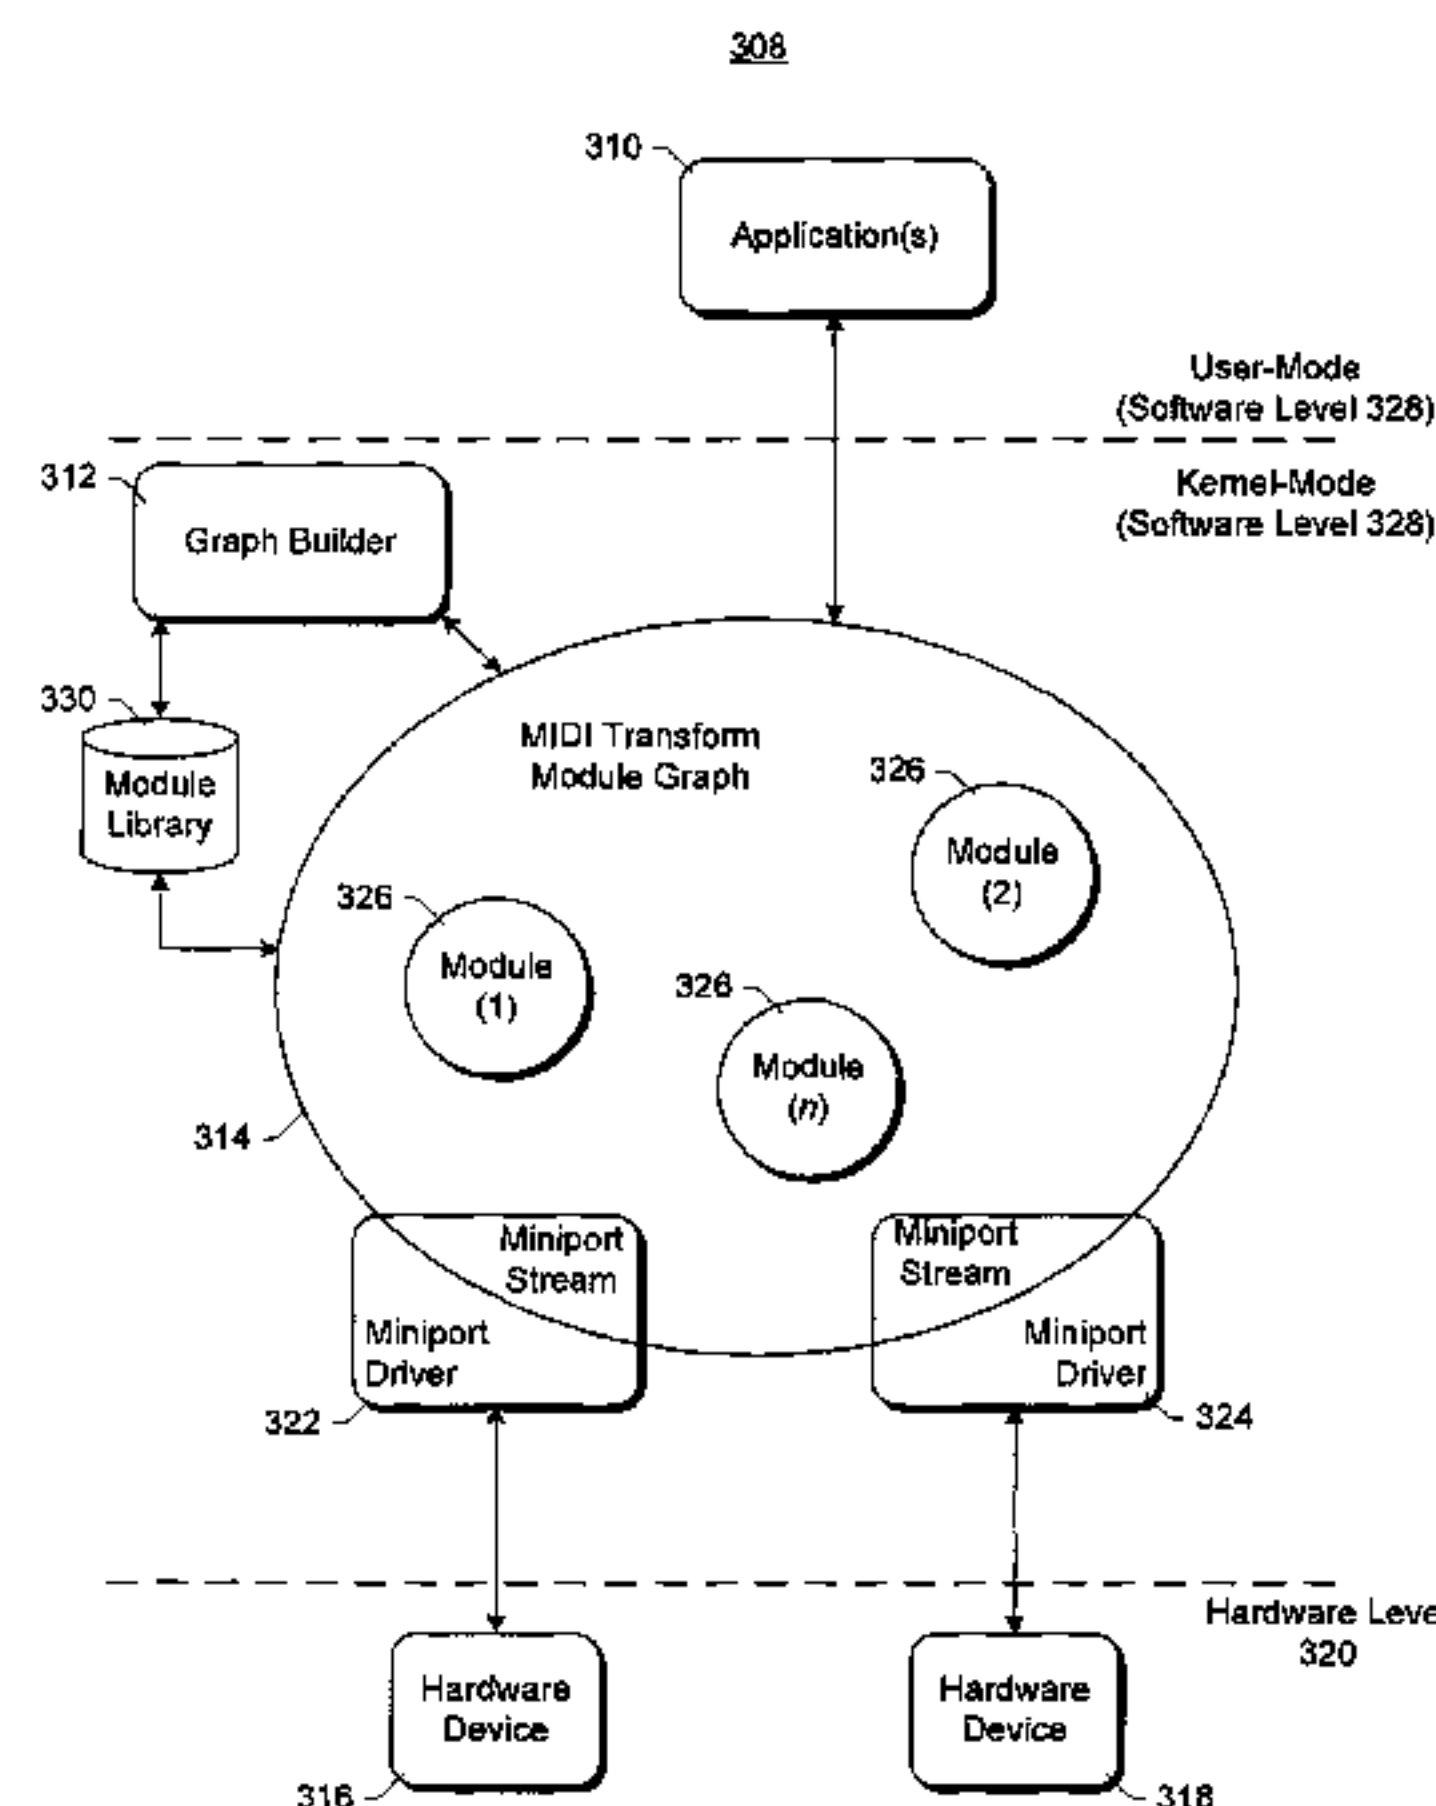 308
310
Application(s)
User-Mode
(Software Level 328)
312
Graph Builder
Kernel-Mode
(Software Level 328)
330
Module
Library
MIDI Transform
Module Graph
326
Module
(2)
326
Module
(1)
326
Module
(n)
314
Miniport
Stream
Miniport
Driver
322
Miniport
Stream
Miniport
Driver
324
Hardware Leve
320
Hardware
Device
316
Hardware
Device
318